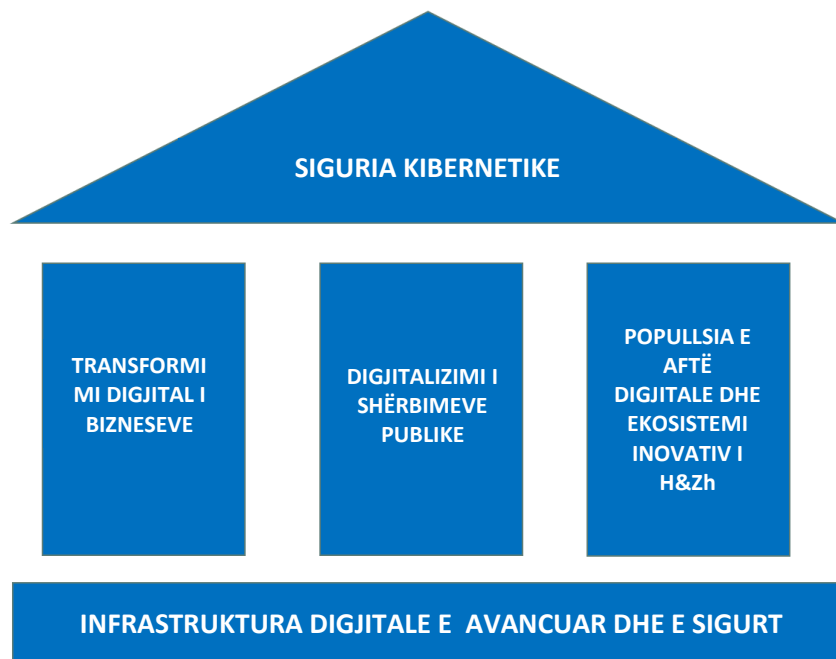 SIGURIA KIBERNETIKE
TRANSFORMI
MI DIGJITAL I
BIZNESEVE
DIGJITALIZIMI I
SHËRBIMEVE
PUBLIKE
POPULLSIA E
AFTË
DIGJITALE DHE
EKOSISTEMI
INOVATIV I
H&Zh
INFRASTRUKTURA DIGJITALE E AVANCUAR DHE E SIGURT